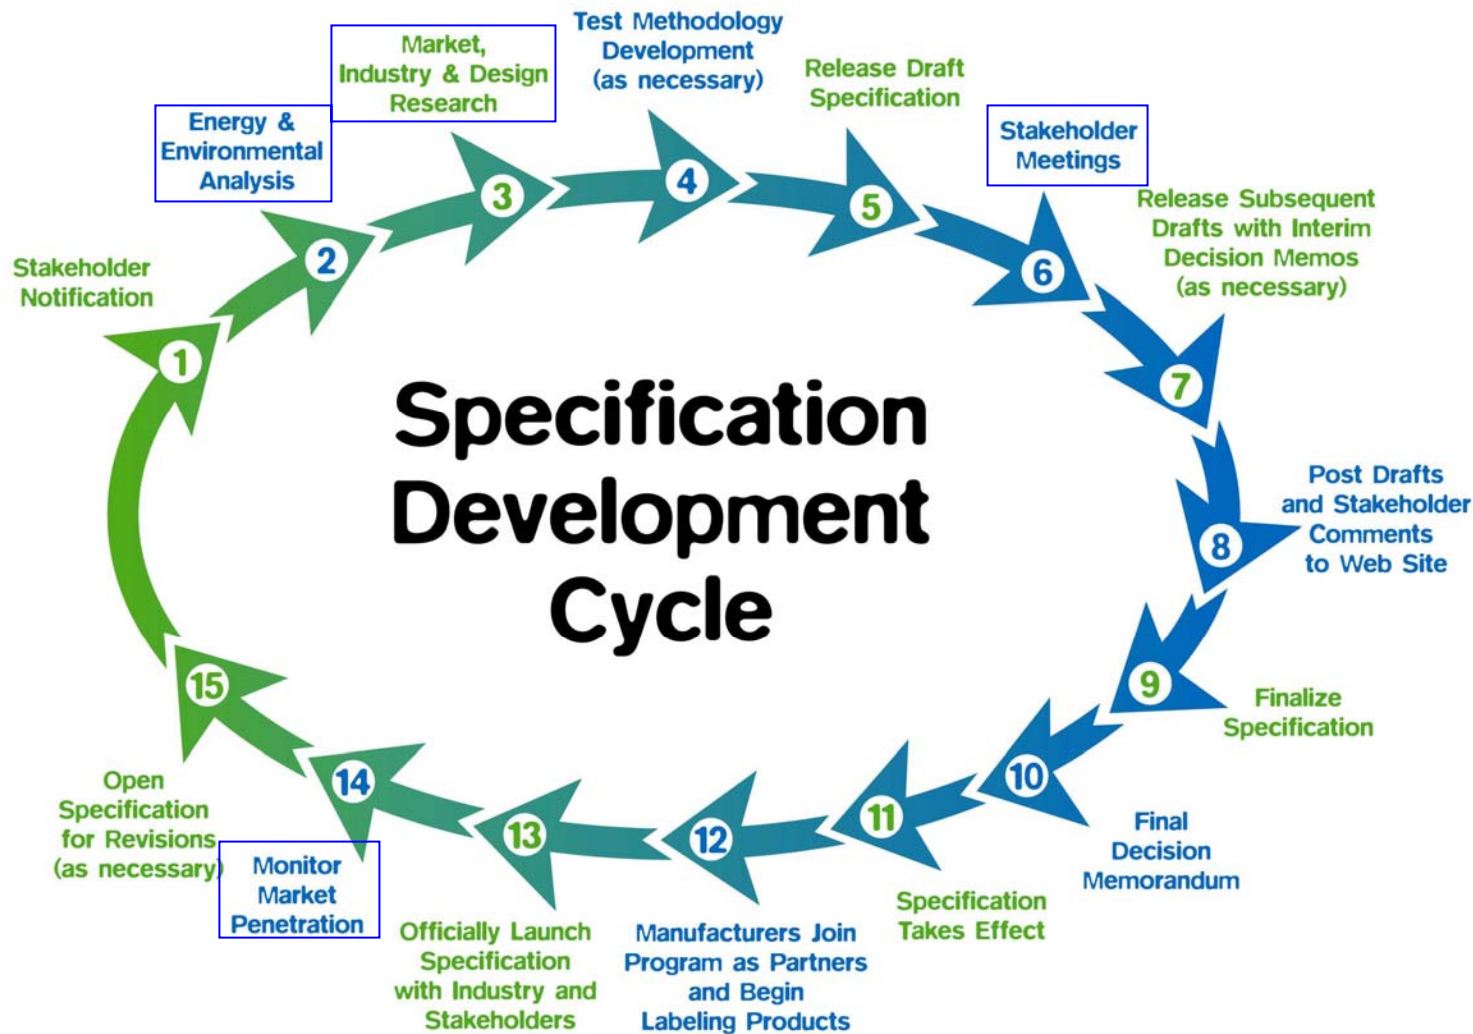 Specification
Development
Cycle
1
Stakeholder
Notification
2
Energy &
Environmental
Analysis
3
Market,
Industry & Design
Research
4
Test Methodology
Development
(as necessary)
5
Release Draft
Specification
6
Stakeholder
Meetings
7
Release Subsequent
Drafts with Interim
Decision Memos
(as necessary)
8
Post Drafts
and Stakeholder
Comments
to Web Site
9
Finalize
Specification
10
Final
Decision
Memorandum
11
Specification
Takes Effect
12
Manufacturers Join
Program as Partners
and Begin
Labeling Products
13
Officially Launch
Specification
with Industry and
Stakeholders
14
Monitor
Market
Penetration
15
Open
Specification
for Revisions
(as necessary)